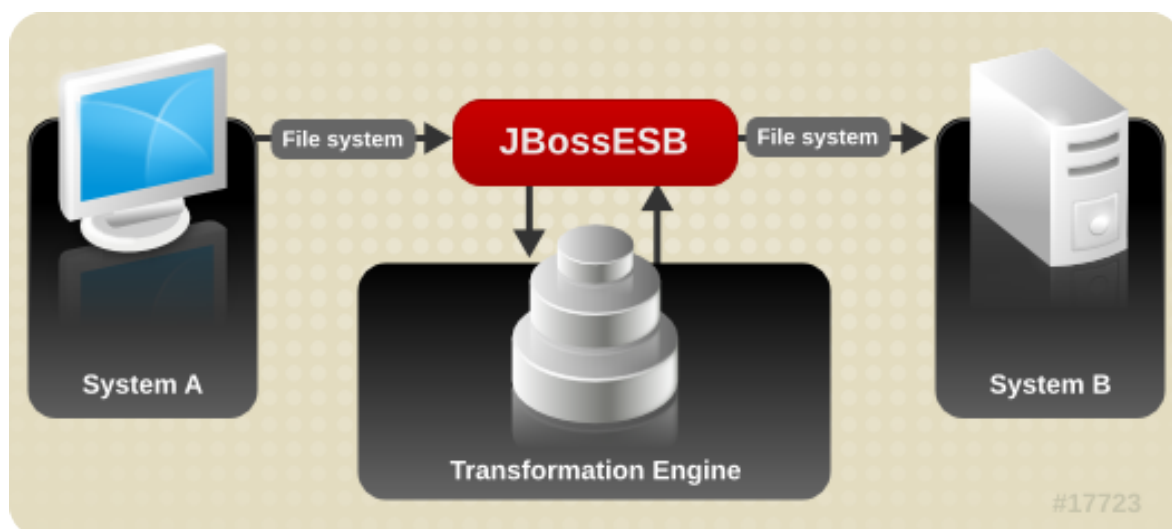 File system
JBossESB
File system
System A
System B
Transformation Engine
#17723